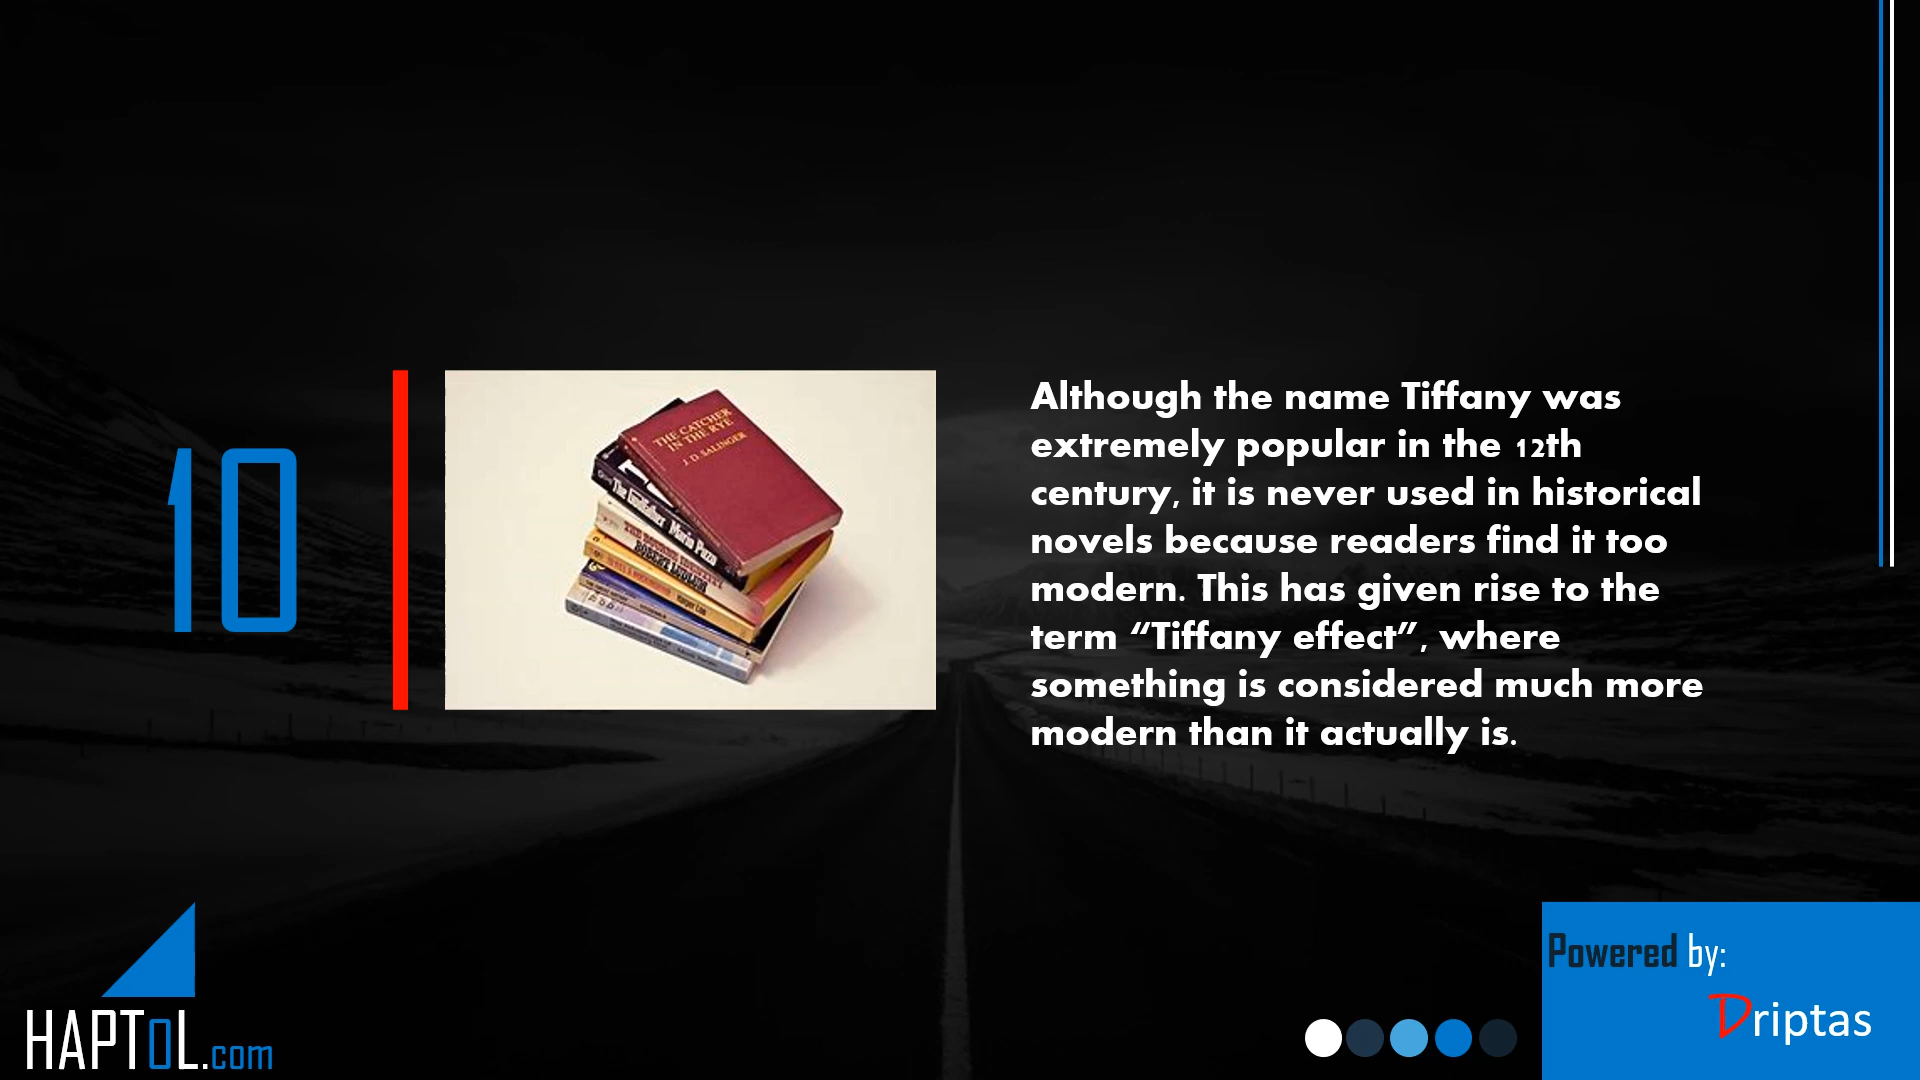 10
THE CATCHER
IN THE RYE
J. D. SALINGER
The Godfather Mario Puzo
ROBERT LUDLUM
Although the name Tiffany was
extremely popular in the 12th
century, it is never used in historical
novels because readers find it too
modern. This has given rise to the
term “Tiffany effect”, where
something is considered much more
modern than it actually is.
HAPTOL.com
Powered by:
Driptas